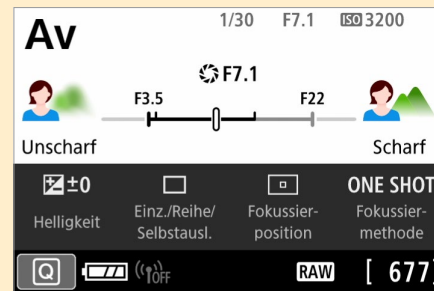 Av
1/30 F7.1 ISO 3200
F7.1
F3.5 F22
Unscharf Scharf
±0 ONE SHOT
Helligkeit
Einz./Reihe/
Selbstausl.
Fokussier-
position
Fokussier-
methode
Q OFF RAW [ 677]